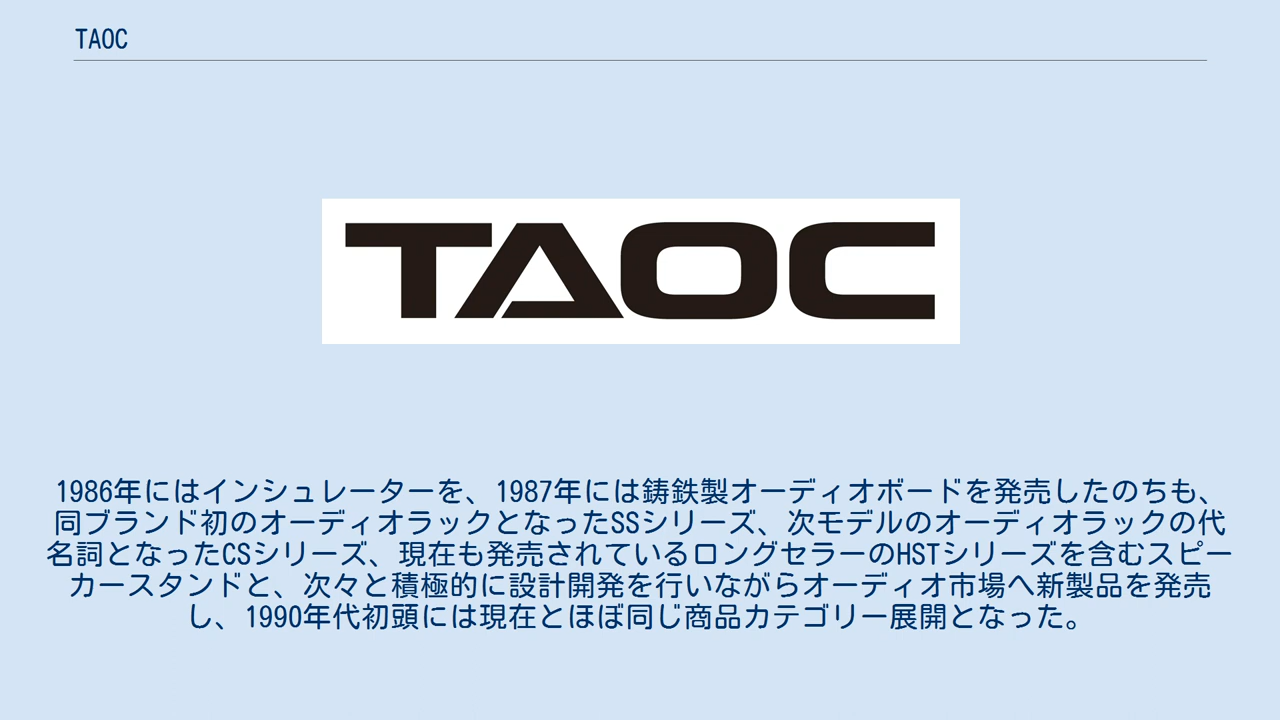 TAOC
TAOC
1986年にはインシュレーターを、1987年には鋳鉄製オーディオボードを発売したのちも、
同ブランド初のオーディオラックとなったSSシリーズ、次モデルのオーディオラックの代
名詞となったCSシリーズ、現在も発売されているロングセラーのHSTシリーズを含むスピー
カースタンドと、次々と積極的に設計開発を行いながらオーディオ市場へ新製品を発売
し、1990年代初頭には現在とほぼ同じ商品カテゴリー展開となった。